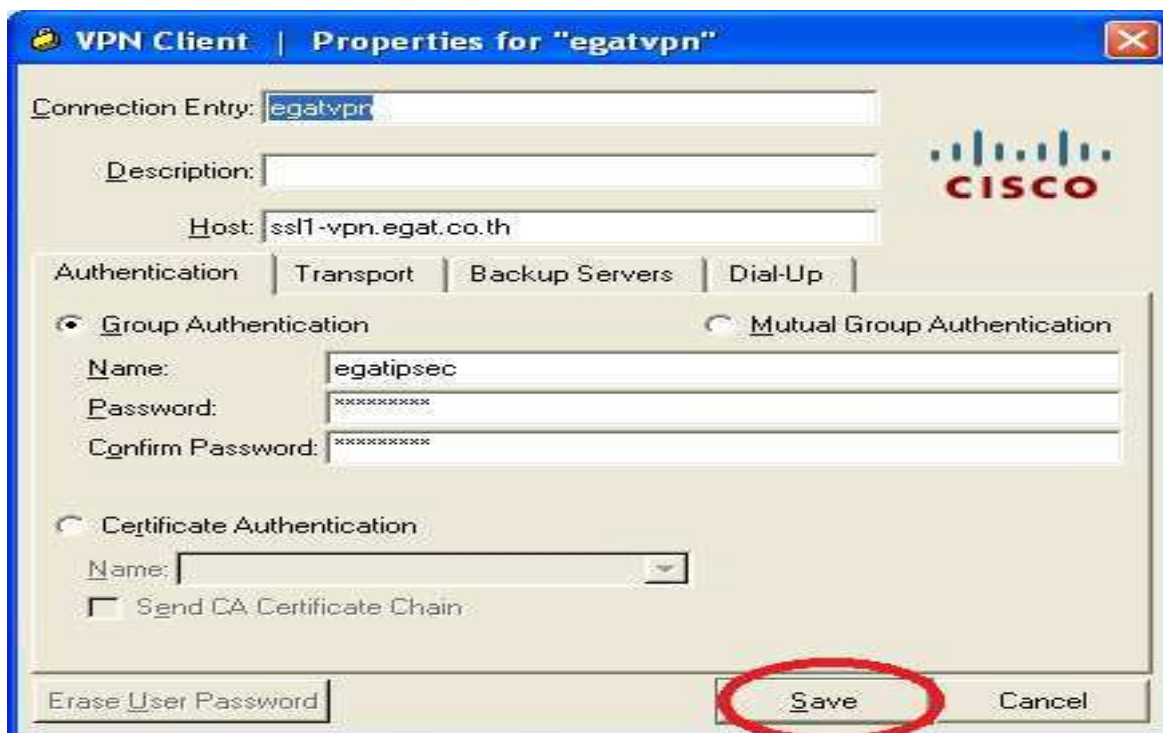 VPN Client | Properties for "egatvpn"
Connection Entry: egatvpn
Description:
CISCO
Host: ssl1-vpn.egat.co.th
Authentication Transport Backup Servers Dial-Up
Group Authentication Mutual Group Authentication
Name: egatipsec
Password: *********
Confirm Password: *********
Certificate Authentication
Name:
Send CA Certificate Chain
Erase User Password Save Cancel